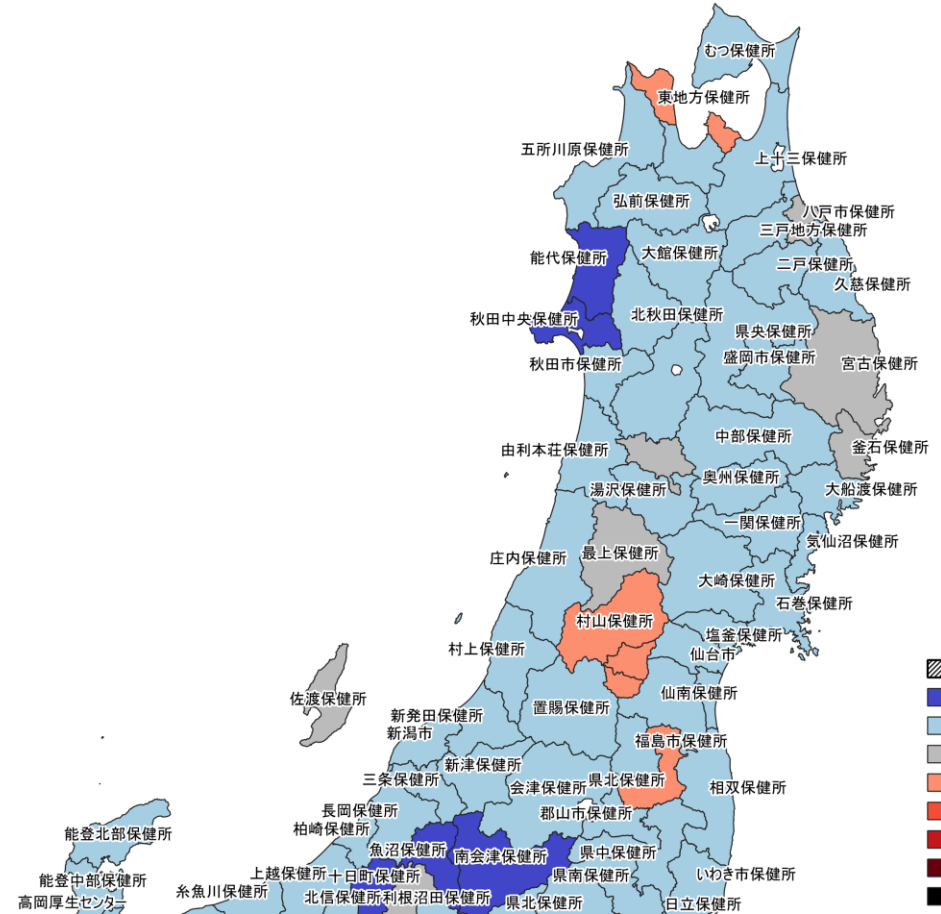 むつ保健所
東地方保健所
五所川原保健所
上十三保健所
弘前保健所
八戸市保健所
三戸地方保健所
能代保健所
大館保健所
二戸保健所
久慈保健所
秋田中央保健所
北秋田保健所
県央保健所
秋田市保健所
盛岡市保健所
宮古保健所
由利本荘保健所
中部保健所
釜石保健所
湯沢保健所
奥州保健所
大船渡保健所
一関保健所
気仙沼保健所
庄内保健所
最上保健所
大崎保健所
石巻保健所
村山保健所
塩釜保健所
村上保健所
仙台市
佐渡保健所
仙南保健所
新発田保健所
置賜保健所
新潟市
福島市保健所
新津保健所
三条保健所
会津保健所
県北保健所
相双保健所
長岡保健所
郡山市保健所
柏崎保健所
能登北部保健所
魚沼保健所
南会津保健所
県中保健所
上越保健所
十日町保健所
県南保健所
いわき市保健所
能登中部保健所
糸魚川保健所
北信保健所
利根沼田保健所
県北保健所
日立保健所
高岡厚生センター